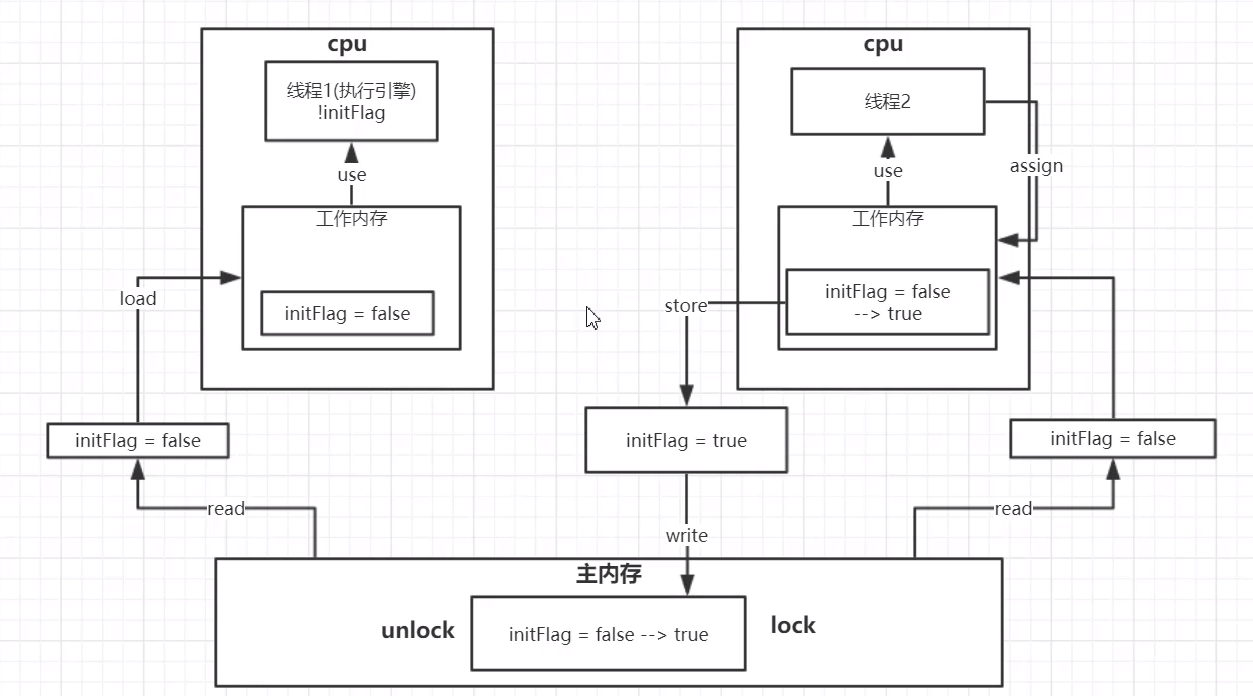 cpu
线程1(执行引擎)
!initFlag
use
工作内存
initFlag = false
load
initFlag = false
read
cpu
线程2
use
assign
工作内存
initFlag = false
--> true
store
initFlag = true
write
initFlag = false
read
主内存
unlock
initFlag = false --> true
lock